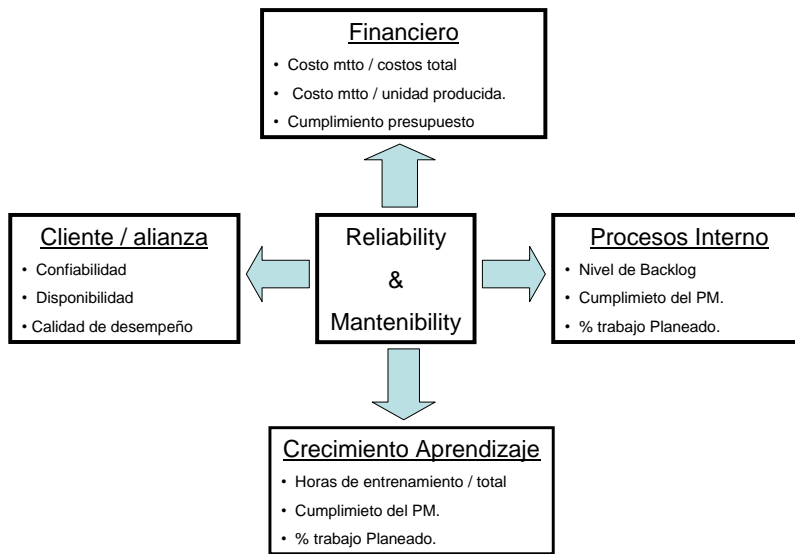 Financiero
• Costo mtto / costos total
• Costo mtto / unidad producida.
• Cumplimiento presupuesto
Cliente / alianza
• Confiabilidad
• Disponibilidad
• Calidad de desempeño
Reliability
&
Mantenibility
Procesos Interno
• Nivel de Backlog
• Cumplimieto del PM.
• % trabajo Planeado.
Crecimiento Aprendizaje
• Horas de entrenamiento / total
• Cumplimieto del PM.
• % trabajo Planeado.